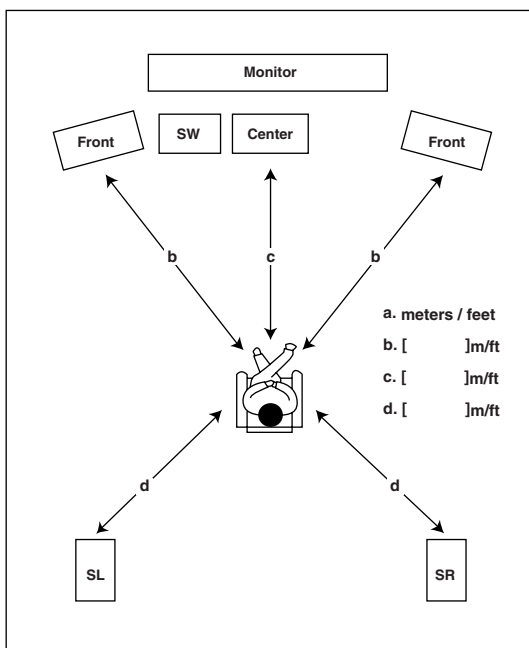 Monitor
Front
SW
Center
Front
b
c
b
a. meters / feet
b. [ ]m/ft
c. [ ]m/ft
d. [ ]m/ft
d
d
SL
SR